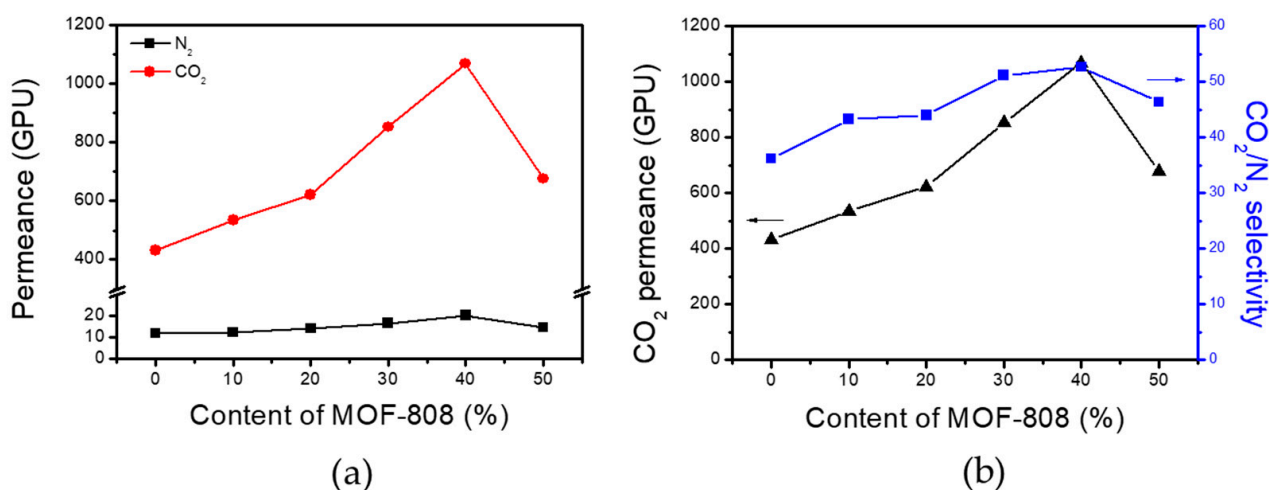 1200
1000
800
600
400
20
10
0
Permeance (GPU)
N₂
CO₂
0 10 20 30 40 50
Content of MOF-808 (%)
(a)
1200
1000
800
600
400
200
0
CO₂ permeance (GPU)
60
50
40
30
20
10
0
CO₂/N₂ selectivity
0 10 20 30 40 50
Content of MOF-808 (%)
(b)